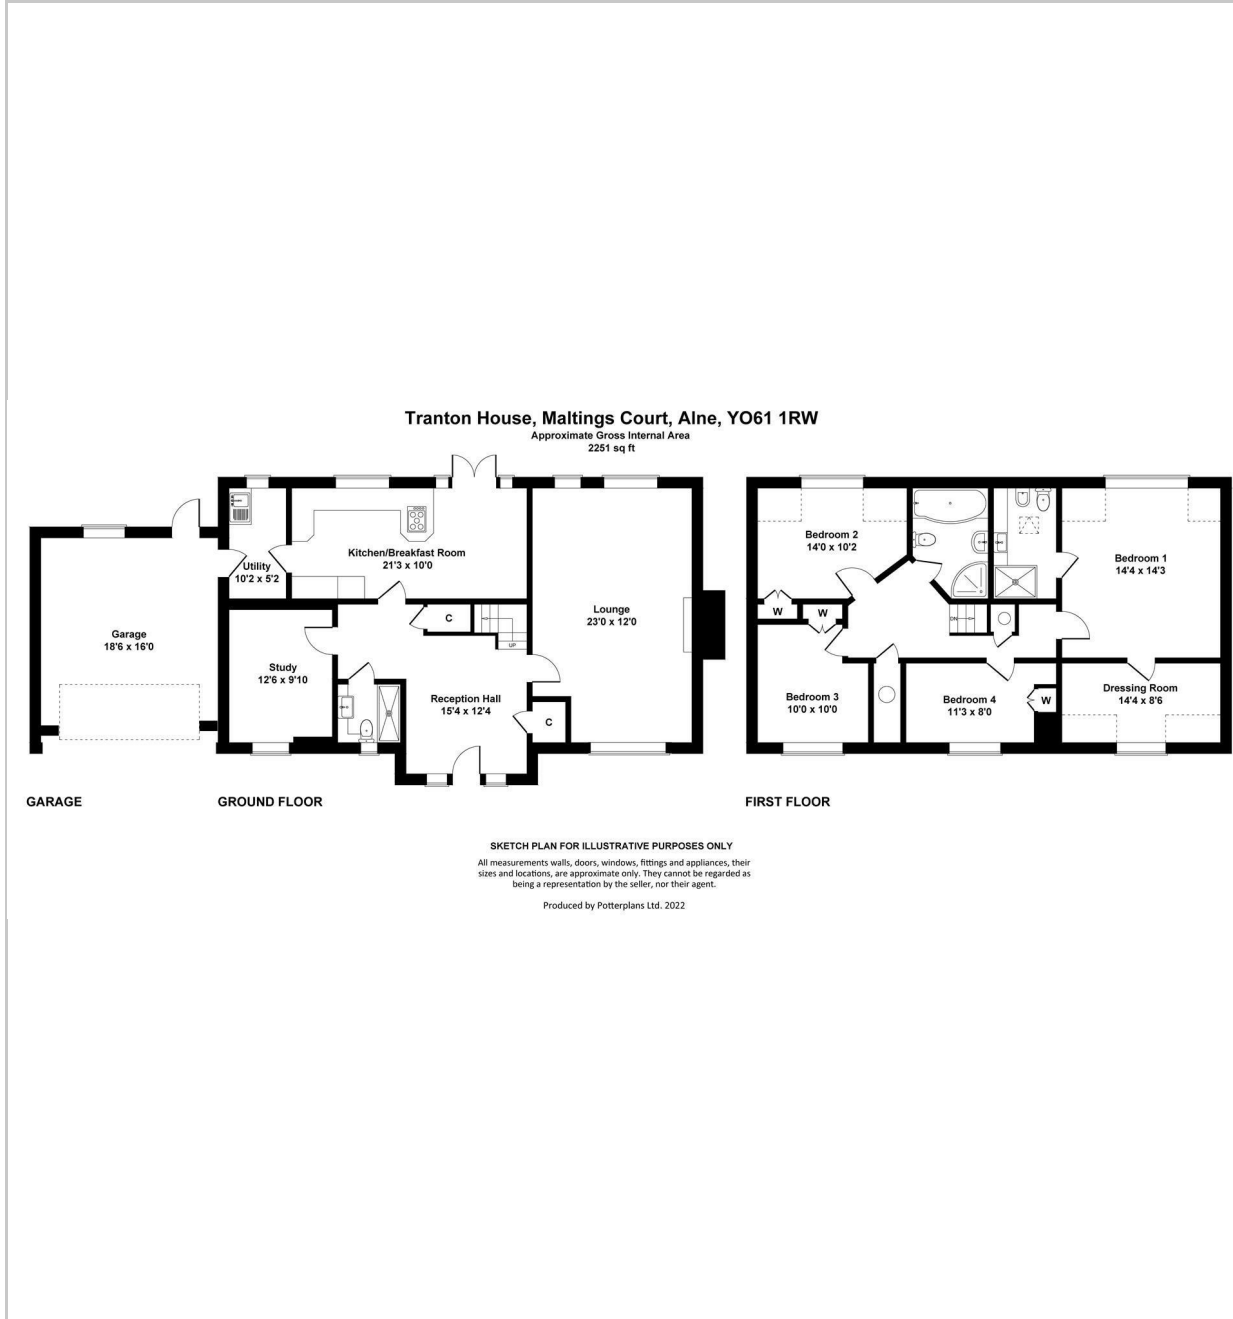 Tranton House, Maltings Court, Alne, YO61 1RW
Approximate Gross Internal Area
2251 sq ft
Utility
10'2 x 5'2
Kitchen/Breakfast Room
21'3 x 10'0
Lounge
23'0 x 12'0
Garage
18'6 x 16'0
Study
12'6 x 9'10
C
UP
Reception Hall
15'4 x 12'4
C
Bedroom 2
14'0 x 10'2
Bedroom 1
14'4 x 14'3
W
W
DN
Bedroom 3
10'0 x 10'0
Bedroom 4
11'3 x 8'0
W
Dressing Room
14'4 x 8'6
GARAGE
GROUND FLOOR
FIRST FLOOR
SKETCH PLAN FOR ILLUSTRATIVE PURPOSES ONLY
All measurements walls, doors, windows, fittings and appliances, their
sizes and locations, are approximate only. They cannot be regarded as
being a representation by the seller, nor their agent.
Produced by Potterplans Ltd. 2022